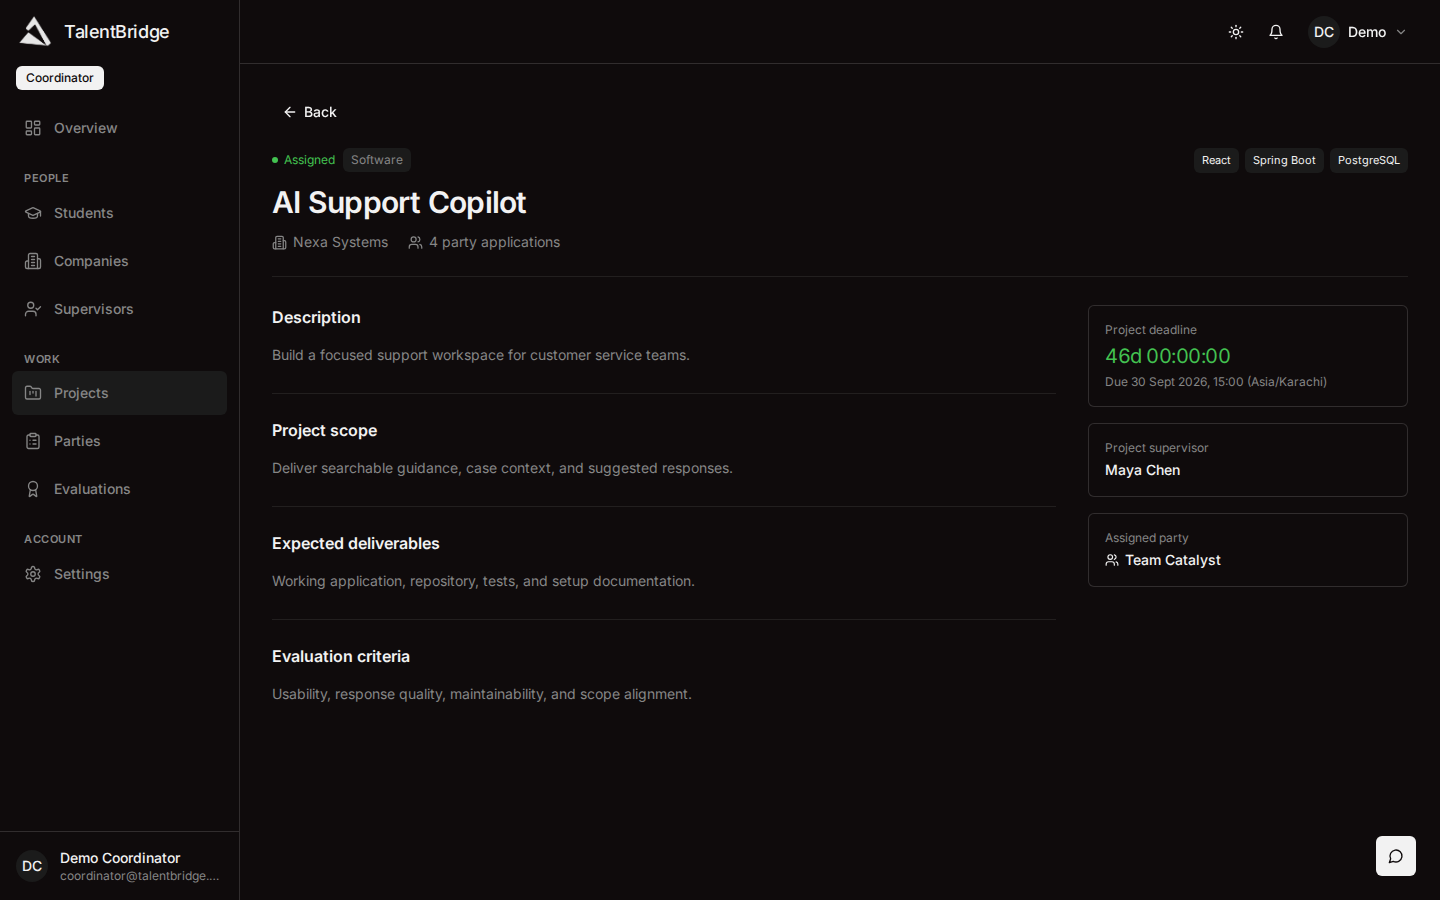 TalentBridge
Coordinator
Overview
PEOPLE
Students
Companies
Supervisors
WORK
Projects
Parties
Evaluations
ACCOUNT
Settings
DC
Demo Coordinator
coordinator@talentbridge....
DC Demo
Back
Assigned Software
React Spring Boot PostgreSQL
AI Support Copilot
Nexa Systems 4 party applications
Description
Build a focused support workspace for customer service teams.
Project scope
Deliver searchable guidance, case context, and suggested responses.
Expected deliverables
Working application, repository, tests, and setup documentation.
Evaluation criteria
Usability, response quality, maintainability, and scope alignment.
Project deadline
46d 00:00:00
Due 30 Sept 2026, 15:00 (Asia/Karachi)
Project supervisor
Maya Chen
Assigned party
Team Catalyst